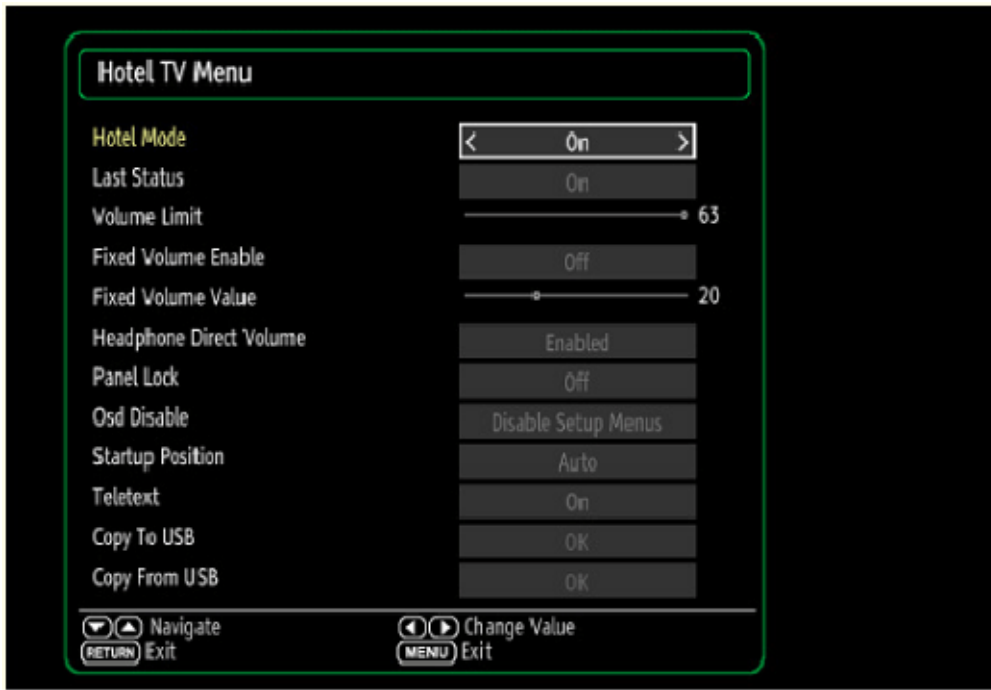 Hotel TV Menu
Hotel Mode < On >
Last Status On
Volume Limit 63
Fixed Volume Enable Off
Fixed Volume Value 20
Headphone Direct Volume Enabled
Panel Lock Off
Osd Disable Disable Setup Menus
Startup Position Auto
Teletext On
Copy To USB OK
Copy From USB OK
Navigate Change Value
RETURN Exit MENU Exit